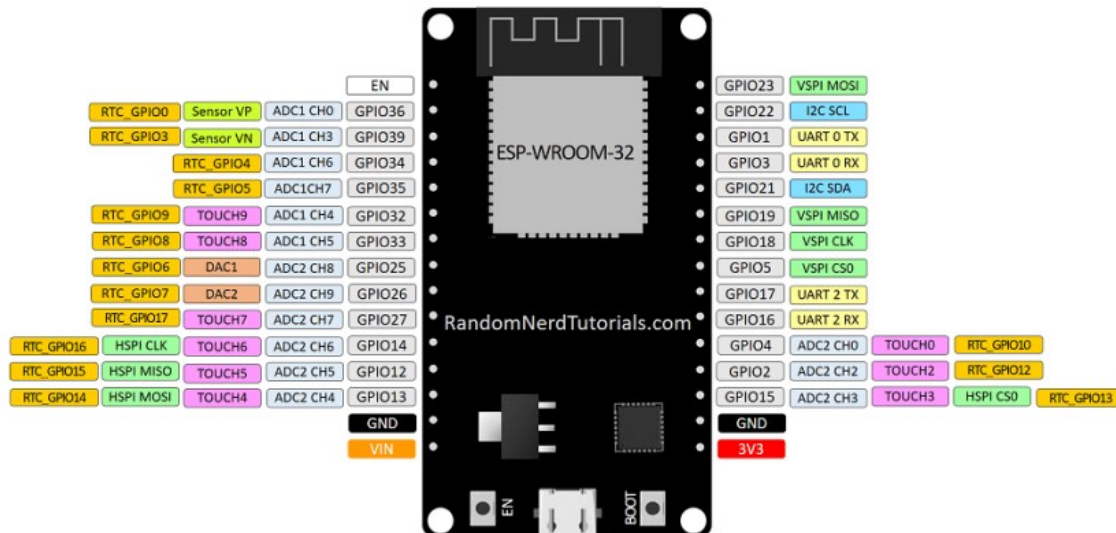 EN GPIO23 VSPI MOSI
RTC_GPIO0 Sensor VP ADC1 CH0 GPIO36 GPIO22 I2C SCL
RTC_GPIO3 Sensor VN ADC1 CH3 GPIO39 GPIO1 UART 0 TX
RTC_GPIO4 ADC1 CH6 GPIO34 ESP-WROOM-32 GPIO3 UART 0 RX
RTC_GPIO5 ADC1CH7 GPIO35 GPIO21 I2C SDA
RTC_GPIO9 TOUCH9 ADC1 CH4 GPIO32 GPIO19 VSPI MISO
RTC_GPIO8 TOUCH8 ADC1 CH5 GPIO33 GPIO18 VSPI CLK
RTC_GPIO6 DAC1 ADC2 CH8 GPIO25 GPIO5 VSPI CS0
RTC_GPIO7 DAC2 ADC2 CH9 GPIO26 GPIO17 UART 2 TX
RTC_GPIO17 TOUCH7 ADC2 CH7 GPIO27 RandomNerdTutorials.com GPIO16 UART 2 RX
RTC_GPIO16 HSPI CLK TOUCH6 ADC2 CH6 GPIO14 GPIO4 ADC2 CH0 TOUCH0 RTC_GPIO10
RTC_GPIO15 HSPI MISO TOUCH5 ADC2 CH5 GPIO12 GPIO2 ADC2 CH2 TOUCH2 RTC_GPIO12
RTC_GPIO14 HSPI MOSI TOUCH4 ADC2 CH4 GPIO13 GPIO15 ADC2 CH3 TOUCH3 HSPI CS0 RTC_GPIO13
GND GND
VIN 3V3
EN BOOT